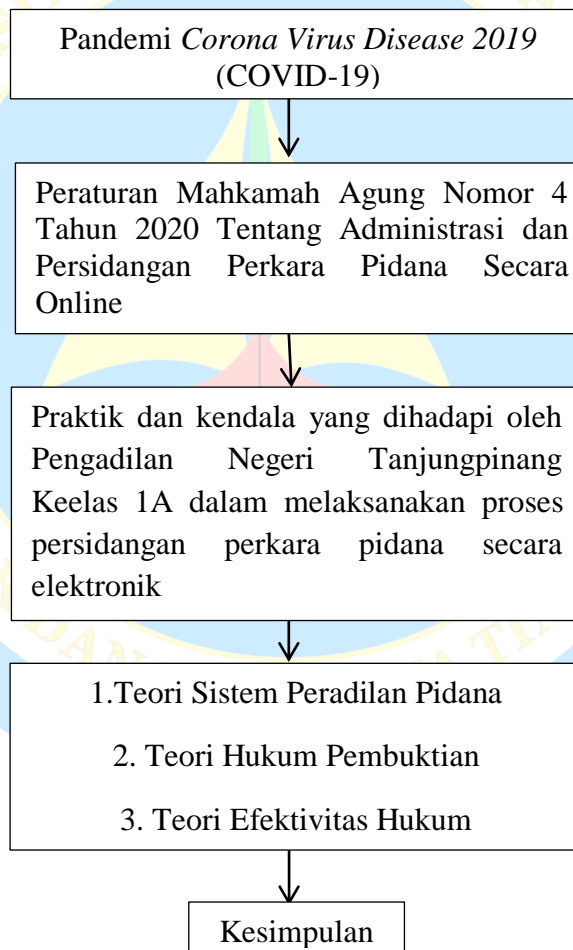 Pandemi Corona Virus Disease 2019
(COVID-19)
Peraturan Mahkamah Agung Nomor 4
Tahun 2020 Tentang Administrasi dan
Persidangan Perkara Pidana Secara
Online
Praktik dan kendala yang dihadapi oleh
Pengadilan Negeri Tanjungpinang
Keelas 1A dalam melaksanakan proses
persidangan perkara pidana secara
elektronik
1.Teori Sistem Peradilan Pidana
2. Teori Hukum Pembuktian
3. Teori Efektivitas Hukum
Kesimpulan